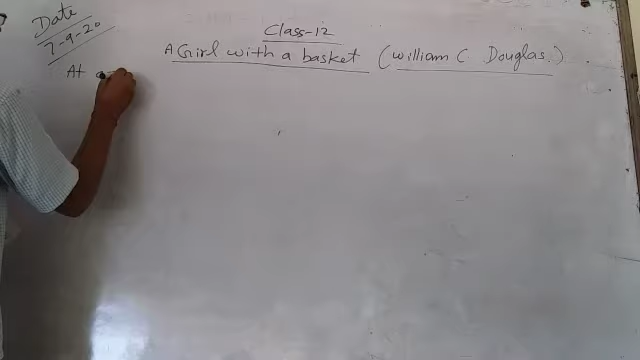 Date
7-9-20
Class-12
A Girl with a basket (William C Douglas.)
At a